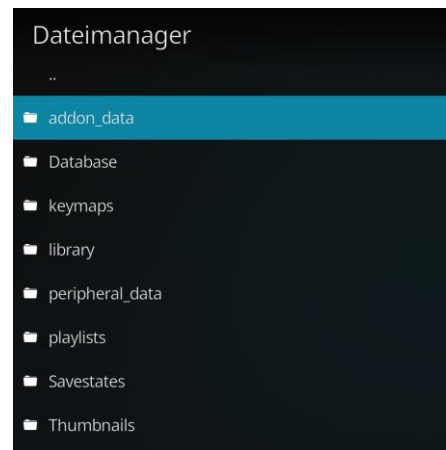 Dateimanager
..
addon_data
Database
keymaps
library
peripheral_data
playlists
Savestates
Thumbnails